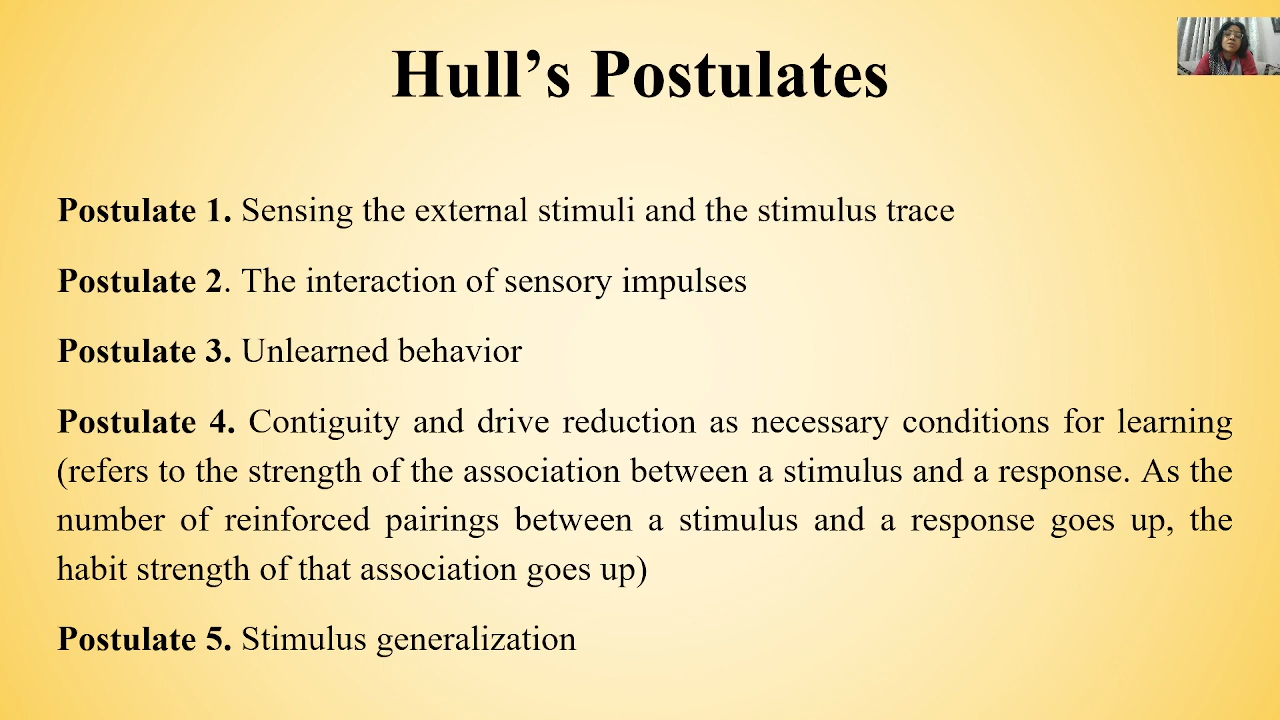 Hull’s Postulates
Postulate 1. Sensing the external stimuli and the stimulus trace
Postulate 2. The interaction of sensory impulses
Postulate 3. Unlearned behavior
Postulate 4. Contiguity and drive reduction as necessary conditions for learning
(refers to the strength of the association between a stimulus and a response. As the
number of reinforced pairings between a stimulus and a response goes up, the
habit strength of that association goes up)
Postulate 5. Stimulus generalization